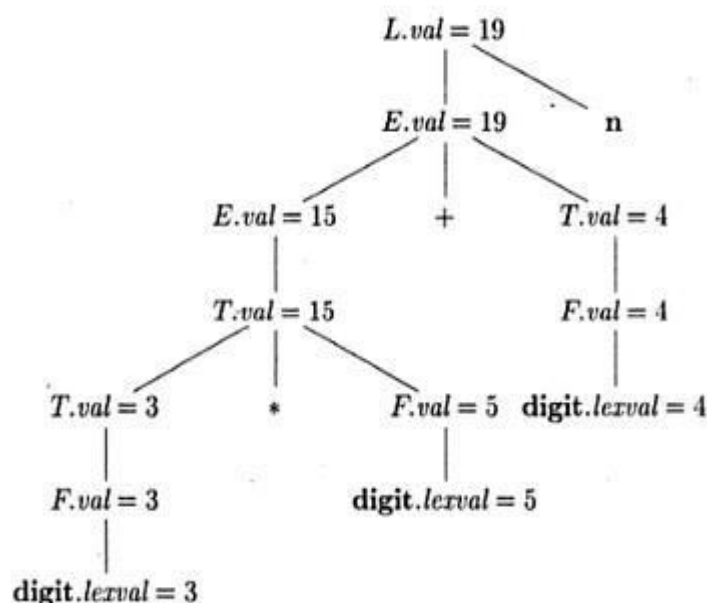 L.val = 19
E.val = 19 n
E.val = 15 + T.val = 4
T.val = 15 F.val = 4
T.val = 3 * F.val = 5 digit.lexval = 4
F.val = 3 digit.lexval = 5
digit.lexval = 3